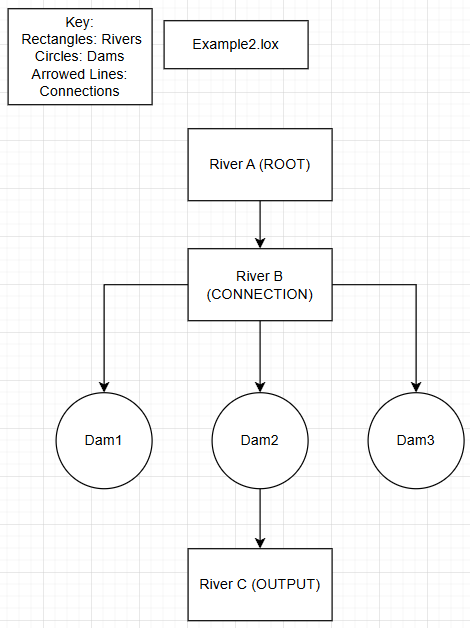 Key:
Rectangles: Rivers
Circles: Dams
Arrowed Lines:
Connections
Example2.lox
River A (ROOT)
River B
(CONNECTION)
Dam1
Dam2
Dam3
River C (OUTPUT)